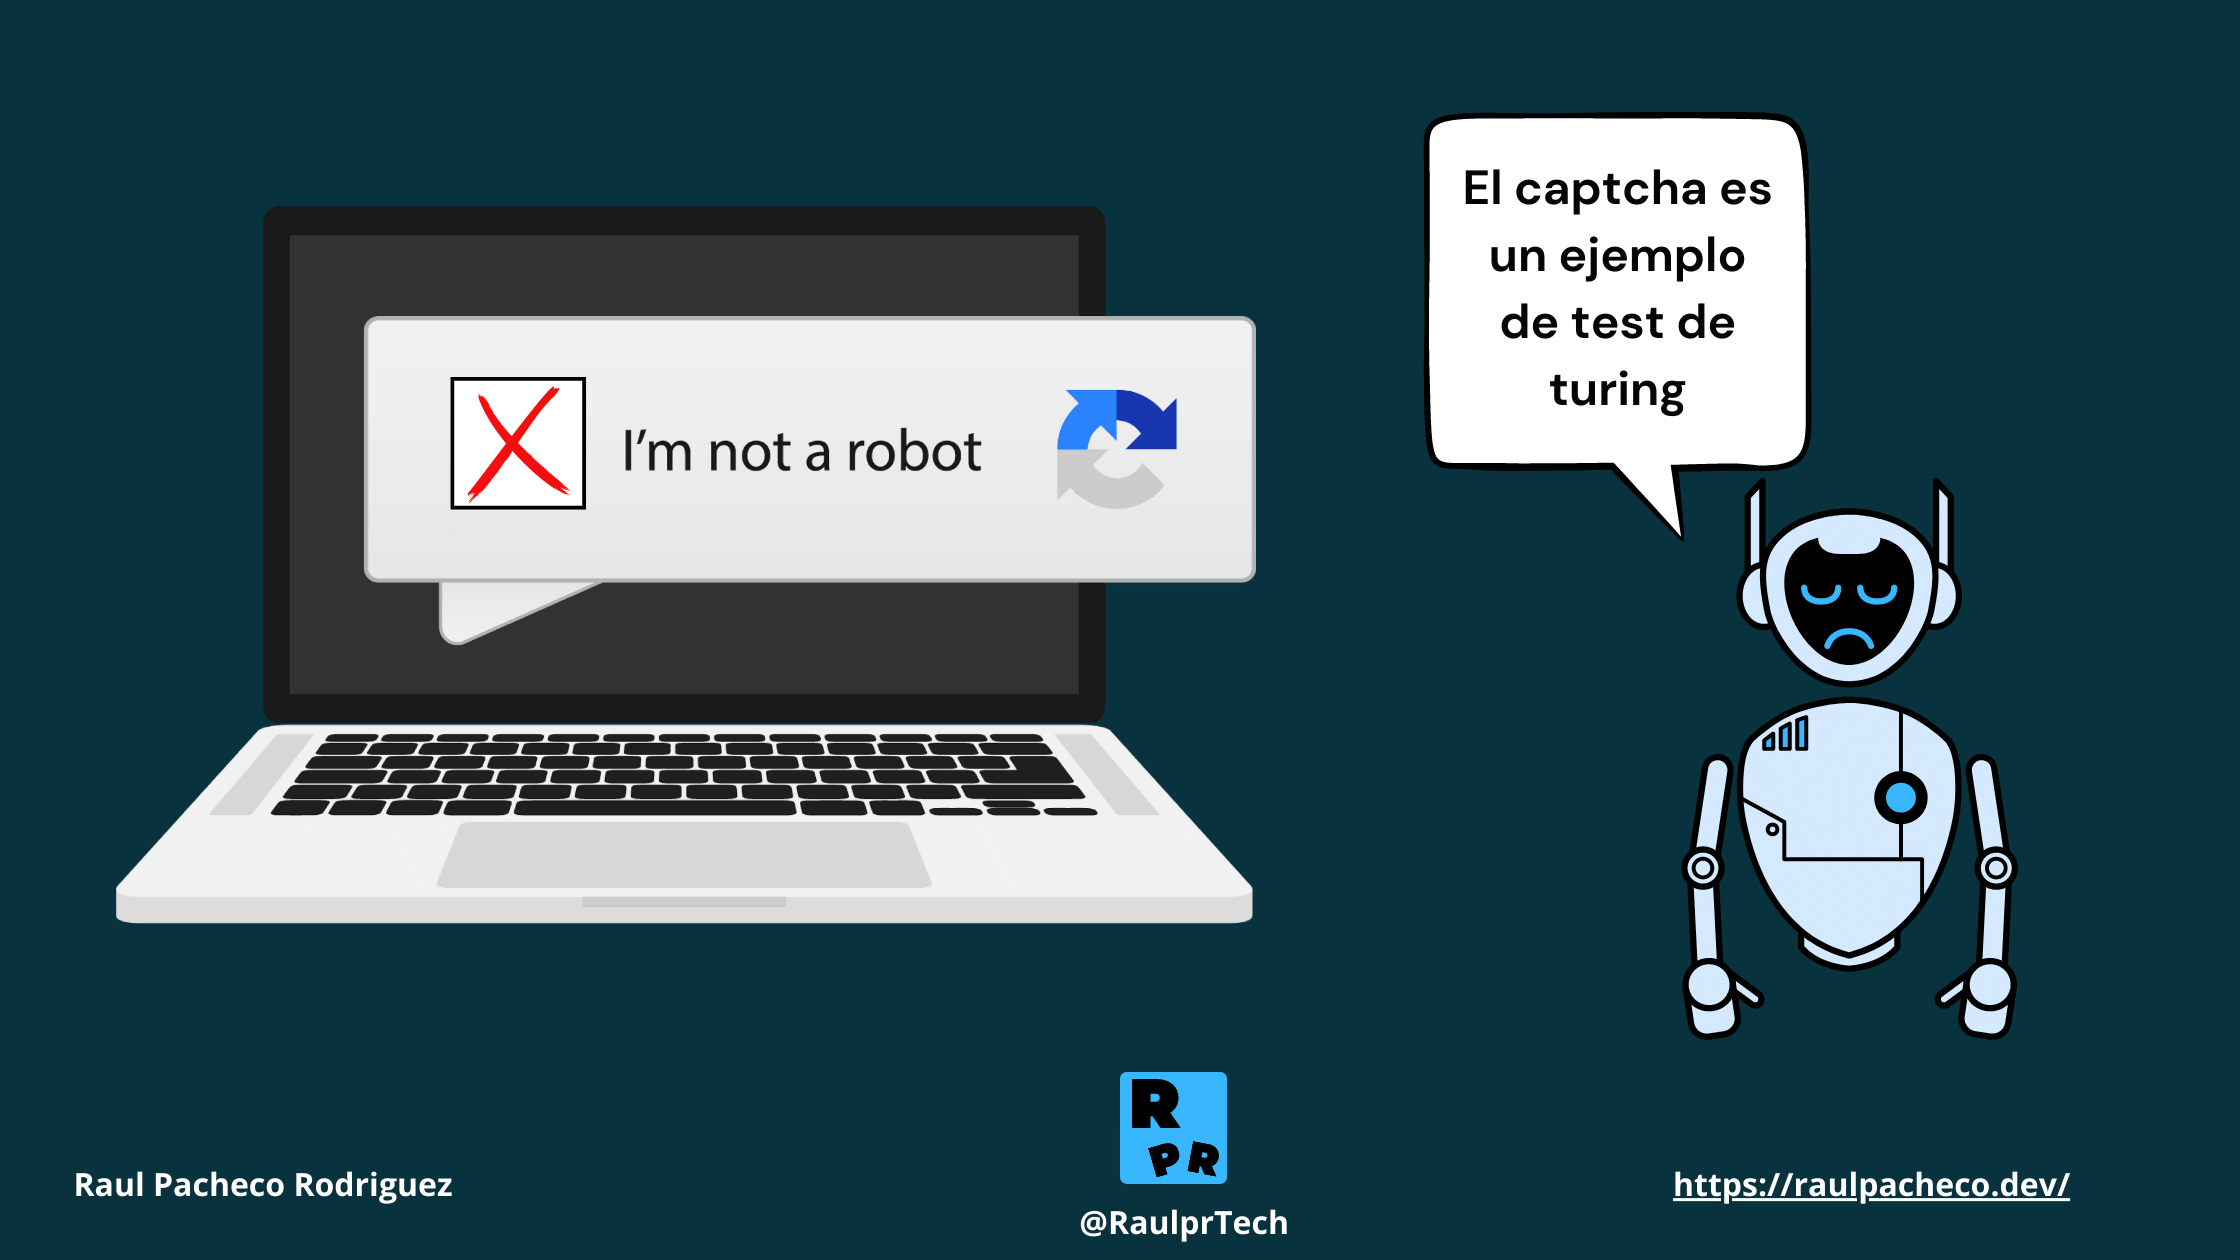 El captcha es
un ejemplo
de test de
turing
I'm not a robot
R
PR
Raul Pacheco Rodriguez
@RaulprTech
https://raulpacheco.dev/